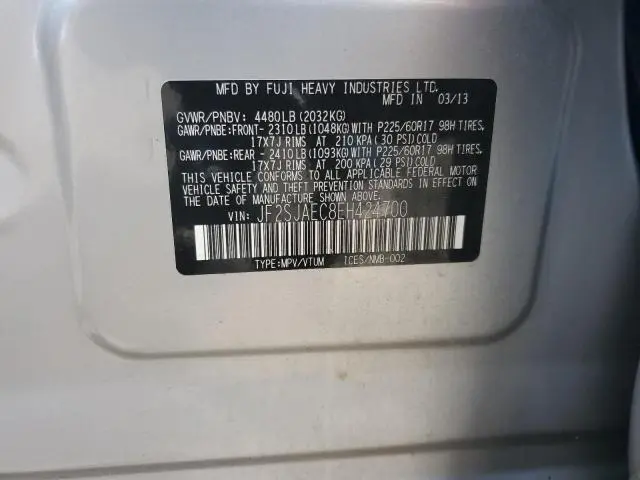 MFD BY FUJI HEAVY INDUSTRIES LTD.
MFD IN 03/13
GVWR/PNBV: 4480LB (2032KG)
GAWR/PNBE:FRONT- 2310LB(1048KG) WITH P225/60R17 98H TIRES,
17X7J RIMS AT 210 KPA ( 30 PSI) COLD
GAWR/PNBE:REAR - 2410LB(1093KG) WITH P225/60R17 98H TIRES,
17X7J RIMS AT 200 KPA ( 29 PSI) COLD
THIS VEHICLE CONFORMS TO ALL APPLICABLE FEDERAL MOTOR
VEHICLE SAFETY AND THEFT PREVENTION STANDARDS IN EFFECT ON
THE DATE OF MANUFACTURE SHOWN ABOVE.
VIN: JF2SJAEC8EH424700
TYPE:MPV/VTUM ICES/NMB-002